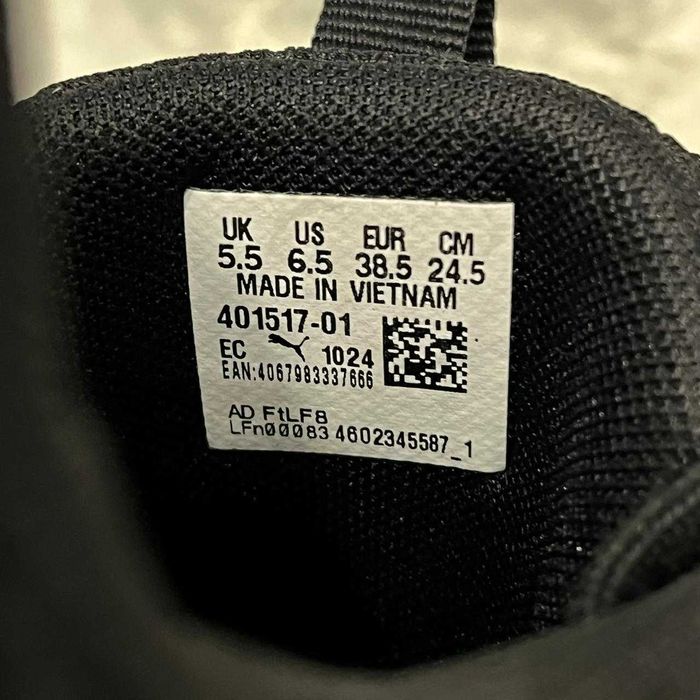 UK US EUR CM
5.5 6.5 38.5 24.5
MADE IN VIETNAM
401517-01
EC 1024
EAN:4067983337666
AD FtLF8
LFn00083 4602345587_1